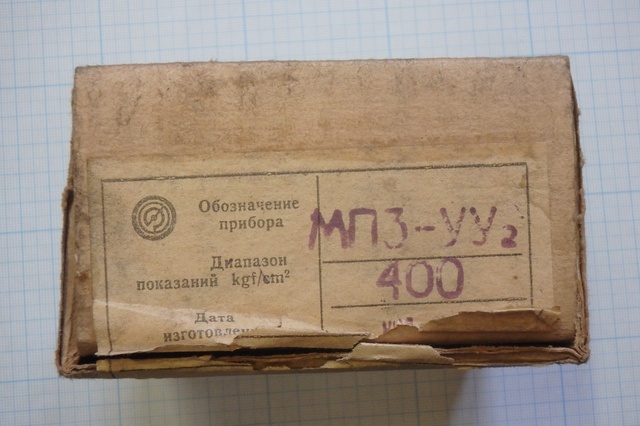 Обозначение
прибора
МПЗ-УУ2
Диапазон
показаний kgf/cm²
400
Дата